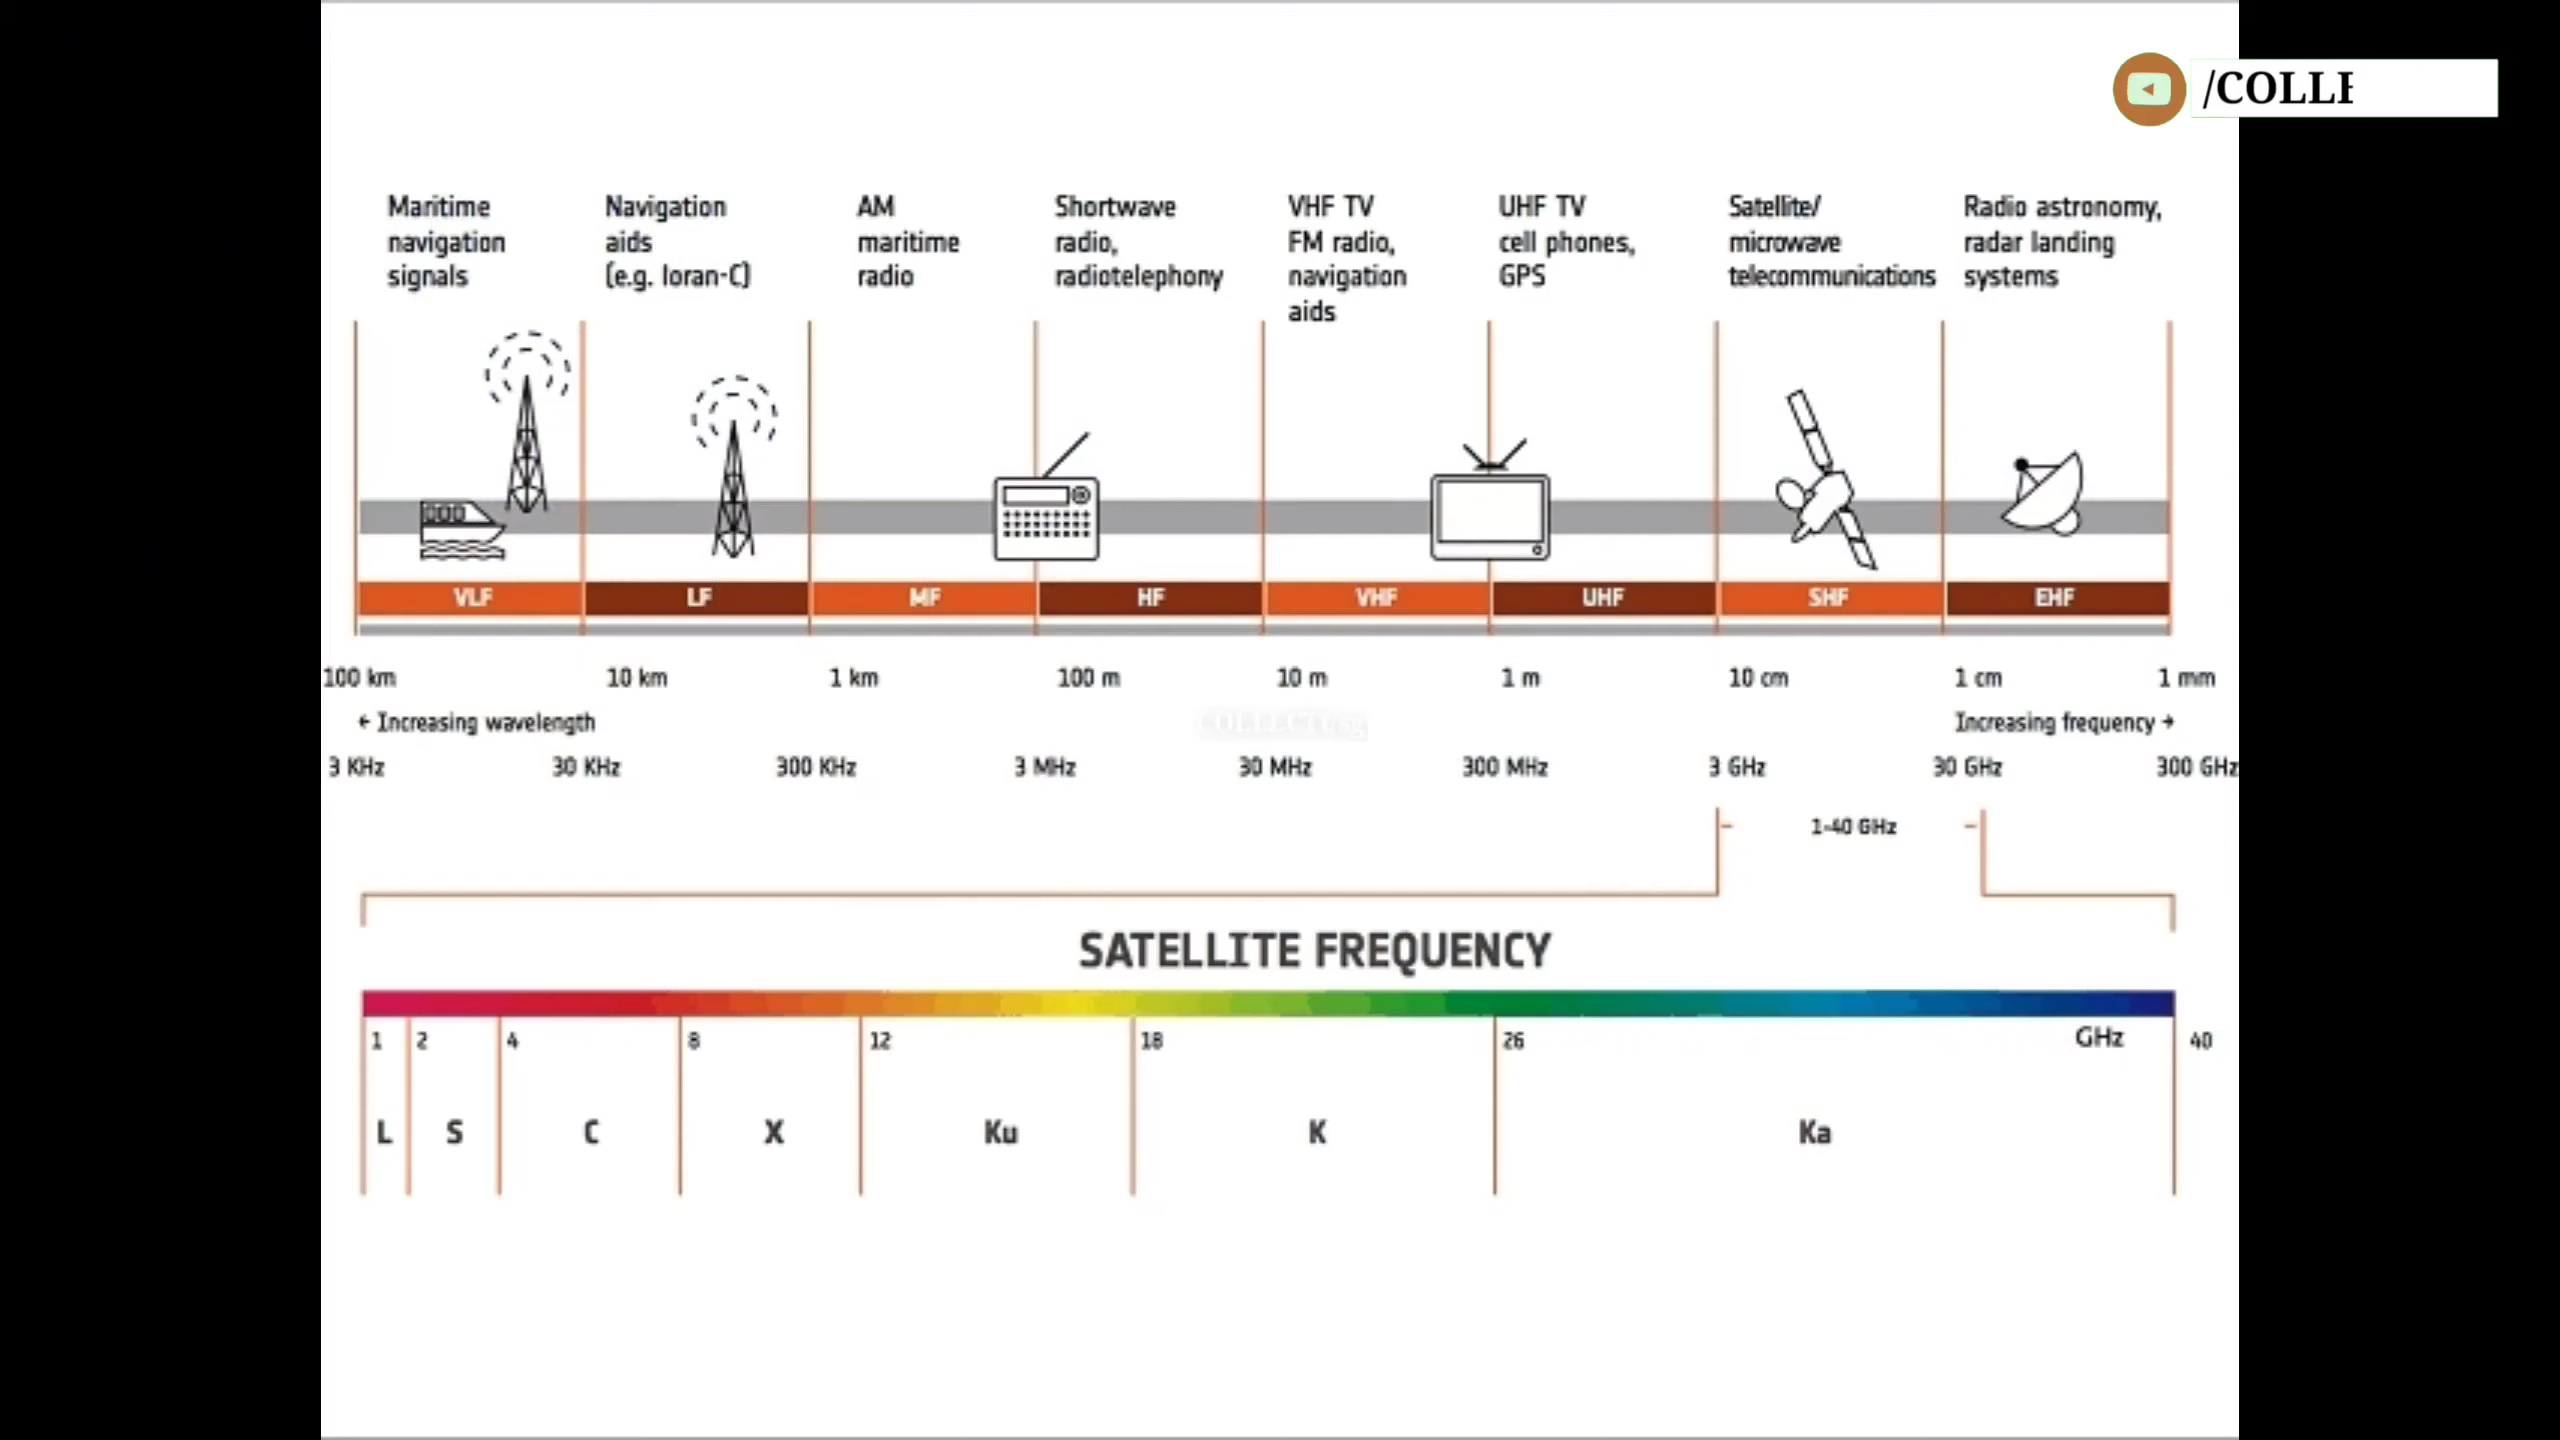 /COLLE
Maritime
navigation
signals
Navigation
aids
(e.g. loran-C)
AM
maritime
radio
Shortwave
radio,
radiotelephony
VHF TV
FM radio,
navigation
aids
UHF TV
cell phones,
GPS
Satellite/
microwave
telecommunications
Radio astronomy,
radar landing
systems
VLF LF MF HF VHF UHF SHF EHF
100 km 10 km 1 km 100 m 10 m 1 m 10 cm 1 cm 1 mm
← Increasing wavelength Increasing frequency →
3 KHz 30 KHz 300 KHz 3 MHz 30 MHz 300 MHz 3 GHz 30 GHz 300 GHz
1-40 GHz
SATELLITE FREQUENCY
1 2 4 8 12 18 26 GHz 40
L S C X Ku K Ka